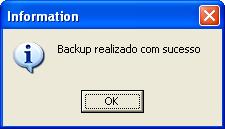 Information
Backup realizado com sucesso
OK